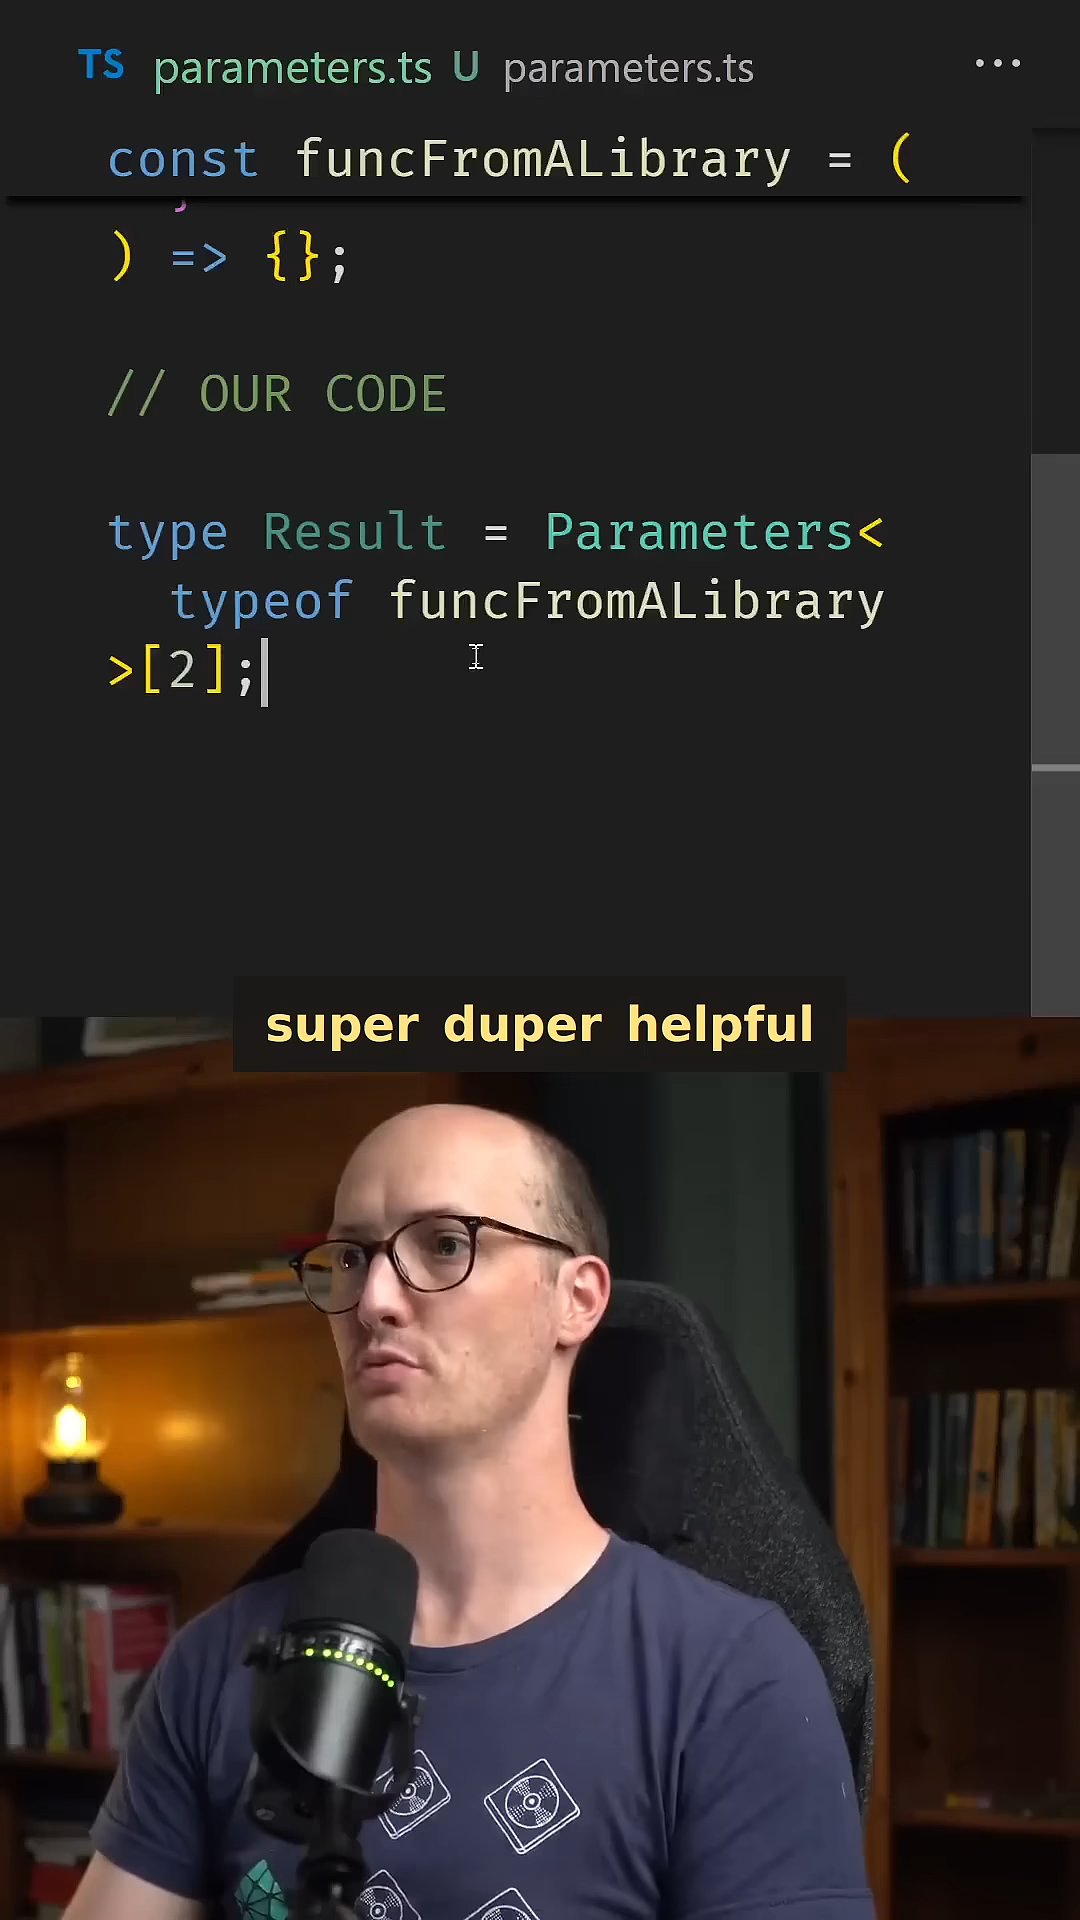 TS parameters.ts U parameters.ts ...
const funcFromALibrary = (
) => {};
// OUR CODE
type Result = Parameters<
typeof funcFromALibrary
>[2];
super duper helpful